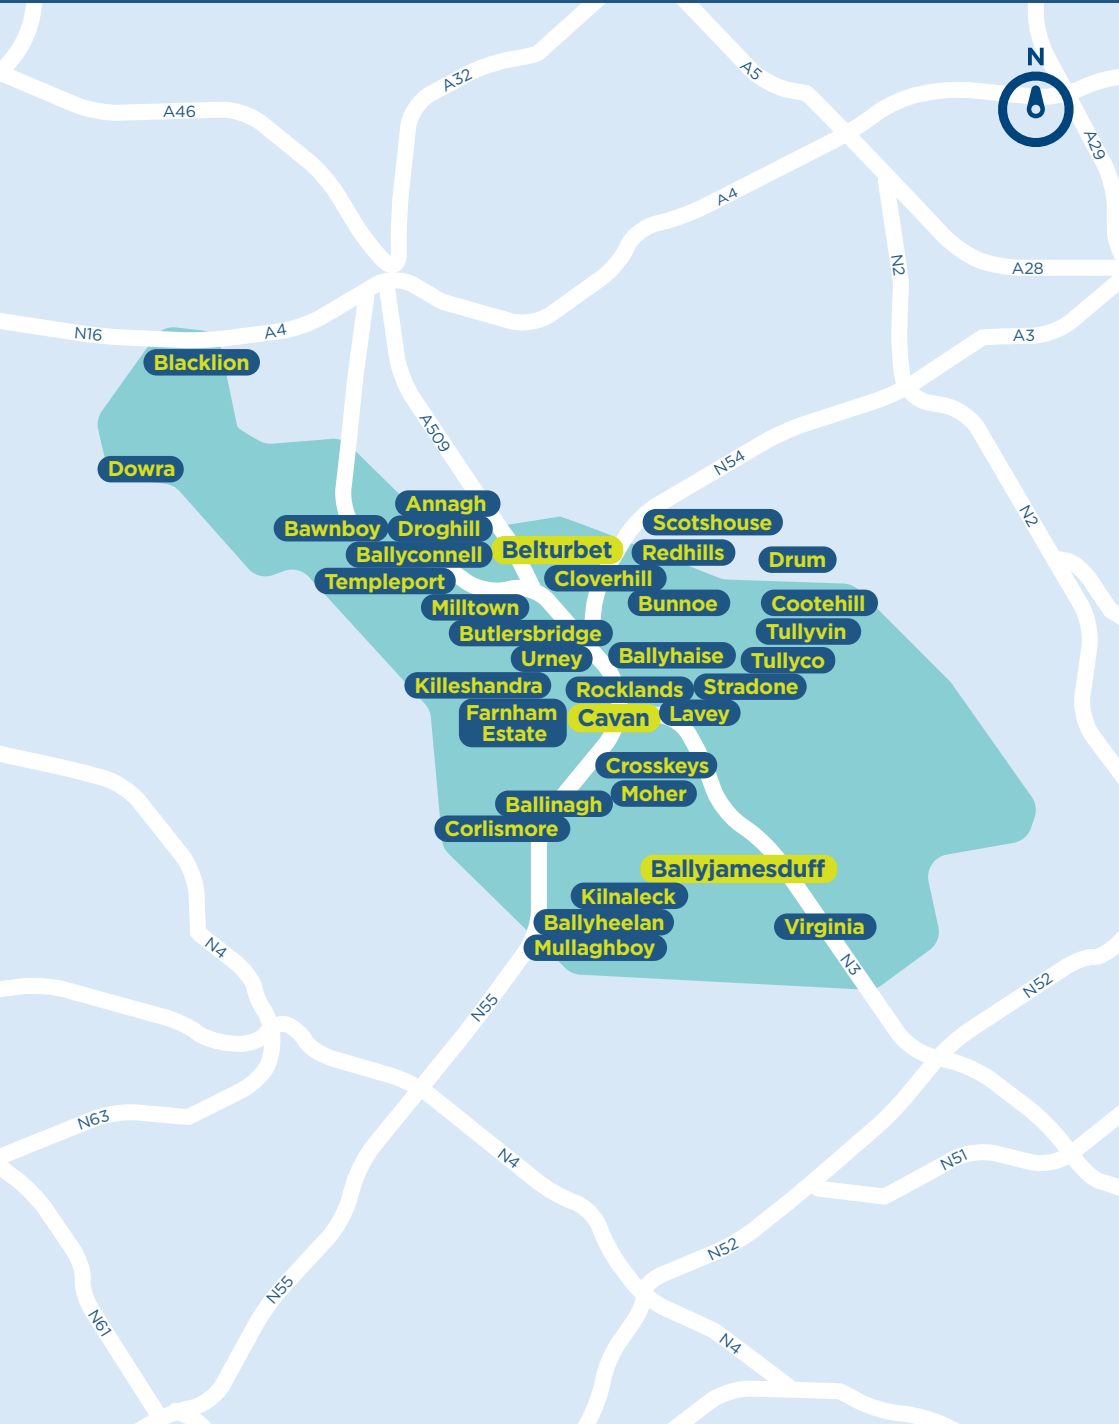 N
A32
A5
A46
A29
A4
N2
A28
N16
A4
A3
Blacklion
A509
N54
Dowra
Annagh
N2
Scotshouse
Bawnboy
Droghill
Belturbet
Redhills
Ballyconnell
Drum
Templeport
Cloverhill
Milltown
Bunnoe
Cootehill
Butlersbridge
Tullyvin
Urney
Ballyhaise
Tullyco
Killeshandra
Rocklands
Stradone
Farnham
Estate
Cavan
Lavey
Crosskeys
Moher
Ballinagh
Corlismore
Ballyjamesduff
Kilnaleck
Ballyheelan
Virginia
Mullaghboy
N4
N3
N52
N55
N63
N4
N51
N52
N55
N61
N4